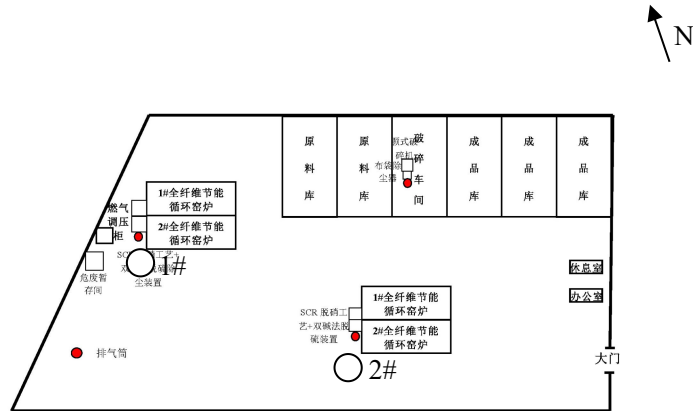 N
原料库
原料库
破碎车间
成品库
成品库
成品库
颚式破
碎机
布袋除
尘器
1#全纤维节能
循环窑炉
2#全纤维节能
循环窑炉
燃气
调压
柜
1#
尘装置
危废暂
存间
排气筒
SCR 脱硝工
艺+双碱法脱
硫装置
1#全纤维节能
循环窑炉
2#全纤维节能
循环窑炉
2#
休息室
办公室
大门